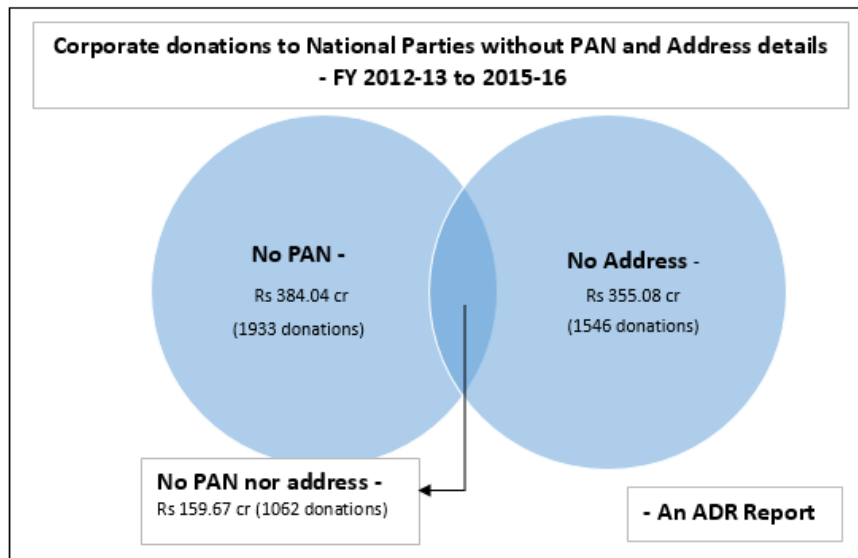 Corporate donations to National Parties without PAN and Address details
- FY 2012-13 to 2015-16
No PAN -
Rs 384.04 cr
(1933 donations)
No Address -
Rs 355.08 cr
(1546 donations)
No PAN nor address -
Rs 159.67 cr (1062 donations)
- An ADR Report